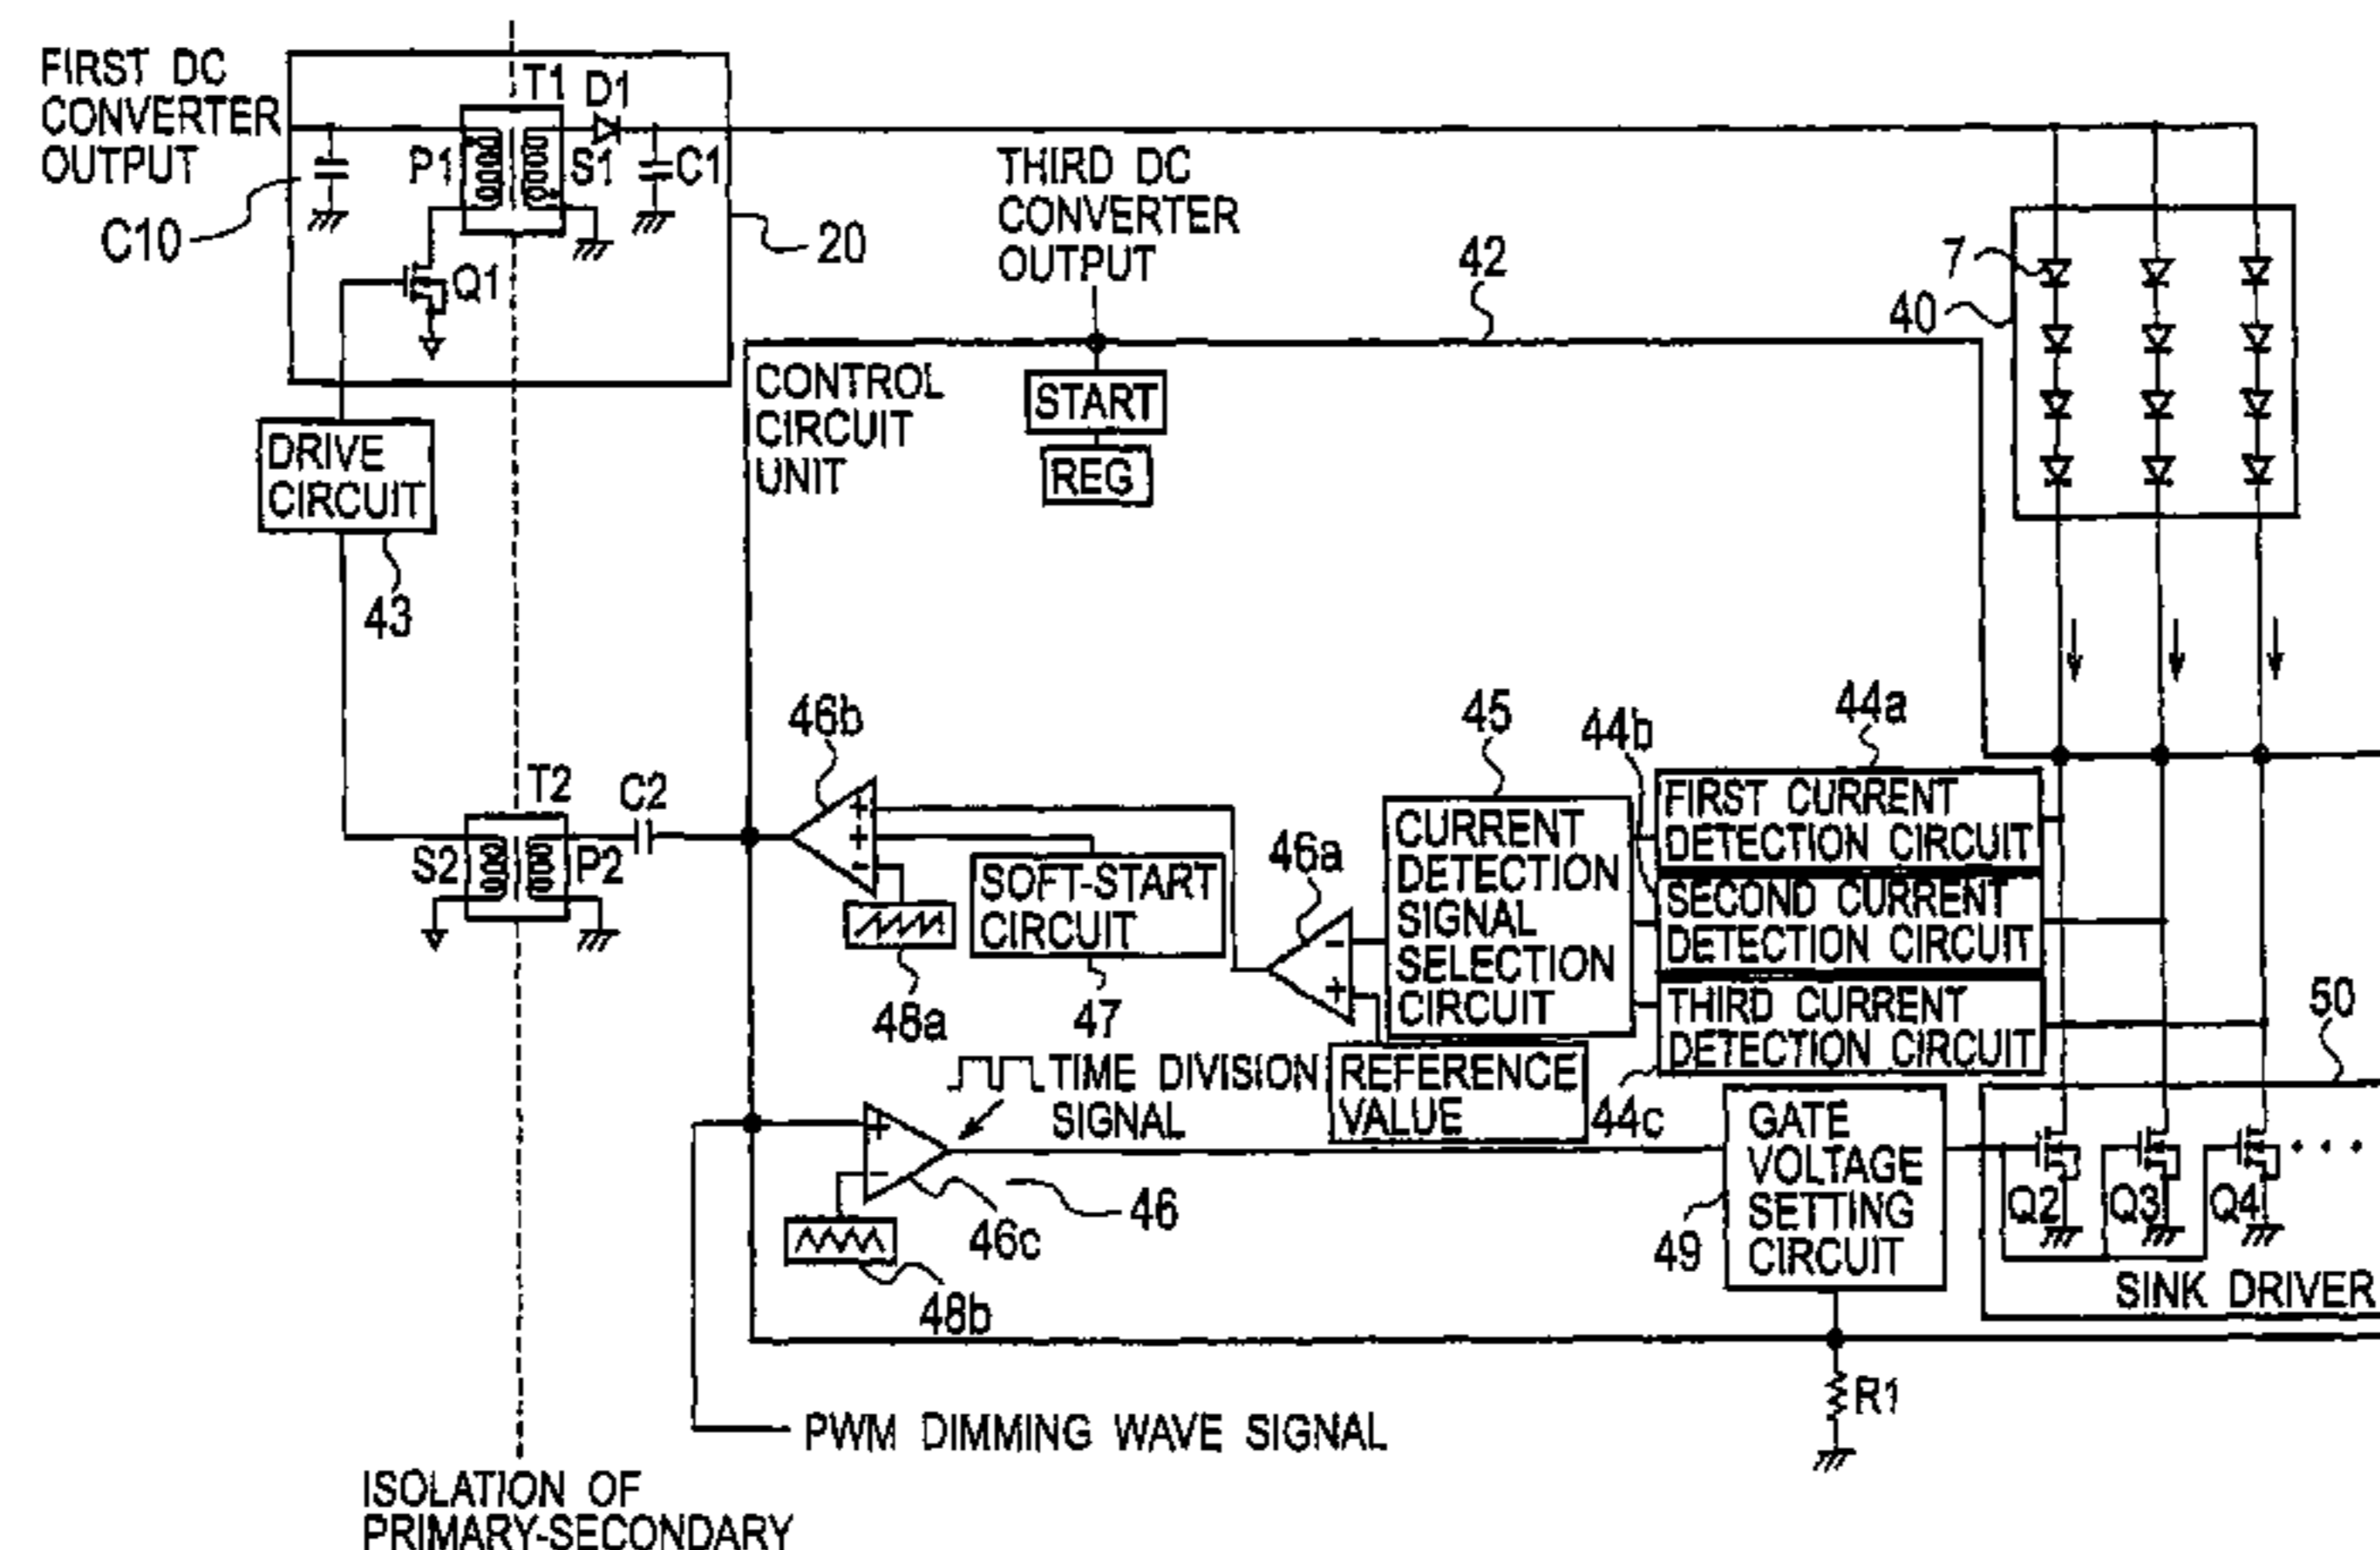 FIRST DC
CONVERTER
OUTPUT
C10
T1
D1
P1
S1
C1
Q1
20
THIRD DC
CONVERTER
OUTPUT
42
7
40
CONTROL
CIRCUIT
UNIT
START
REG
DRIVE
CIRCUIT
43
T2
C2
S2
P2
46b
48a
SOFT-START
CIRCUIT
47
46a
45
CURRENT
DETECTION
SIGNAL
SELECTION
CIRCUIT
44b
44a
FIRST CURRENT
DETECTION CIRCUIT
SECOND CURRENT
DETECTION CIRCUIT
THIRD CURRENT
DETECTION CIRCUIT
44c
REFERENCE
VALUE
TIME DIVISION
SIGNAL
46
46c
48b
GATE
VOLTAGE
SETTING
CIRCUIT
49
50
Q2
Q3
Q4
SINK DRIVER
R1
PWM DIMMING WAVE SIGNAL
ISOLATION OF
PRIMARY-SECONDARY